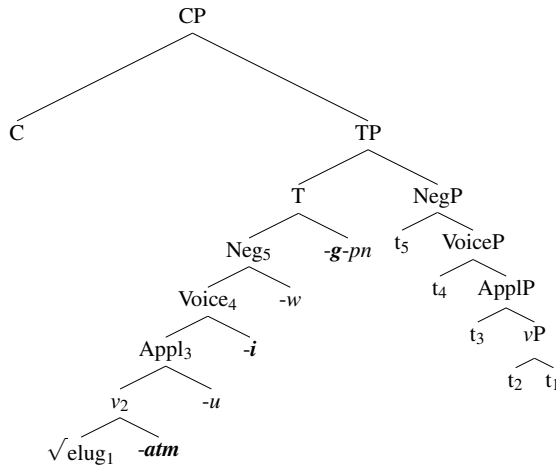 CP
C TP
T NegP
Neg₅ -g-pn t₅ VoiceP
Voice₄ -w t₄ ApplP
Appl₃ -i t₃ vP
v₂ -u t₂ t₁
√elug₁ -atm